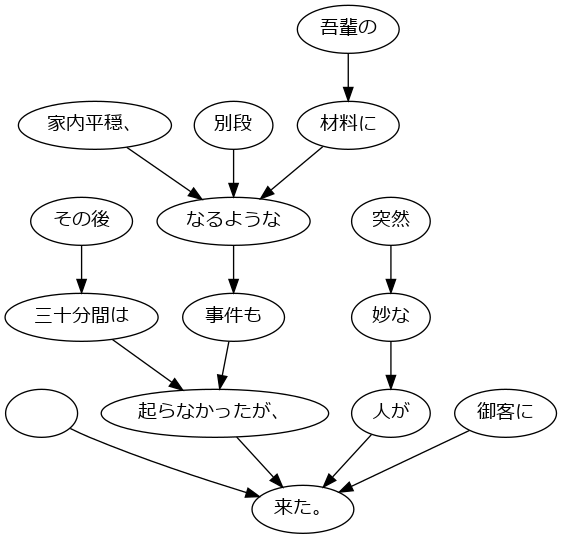 吾輩の
家内平穏、
別段
材料に
その後
なるような
突然
三十分間は
事件も
妙な
起らなかったが、
人が
御客に
来た。